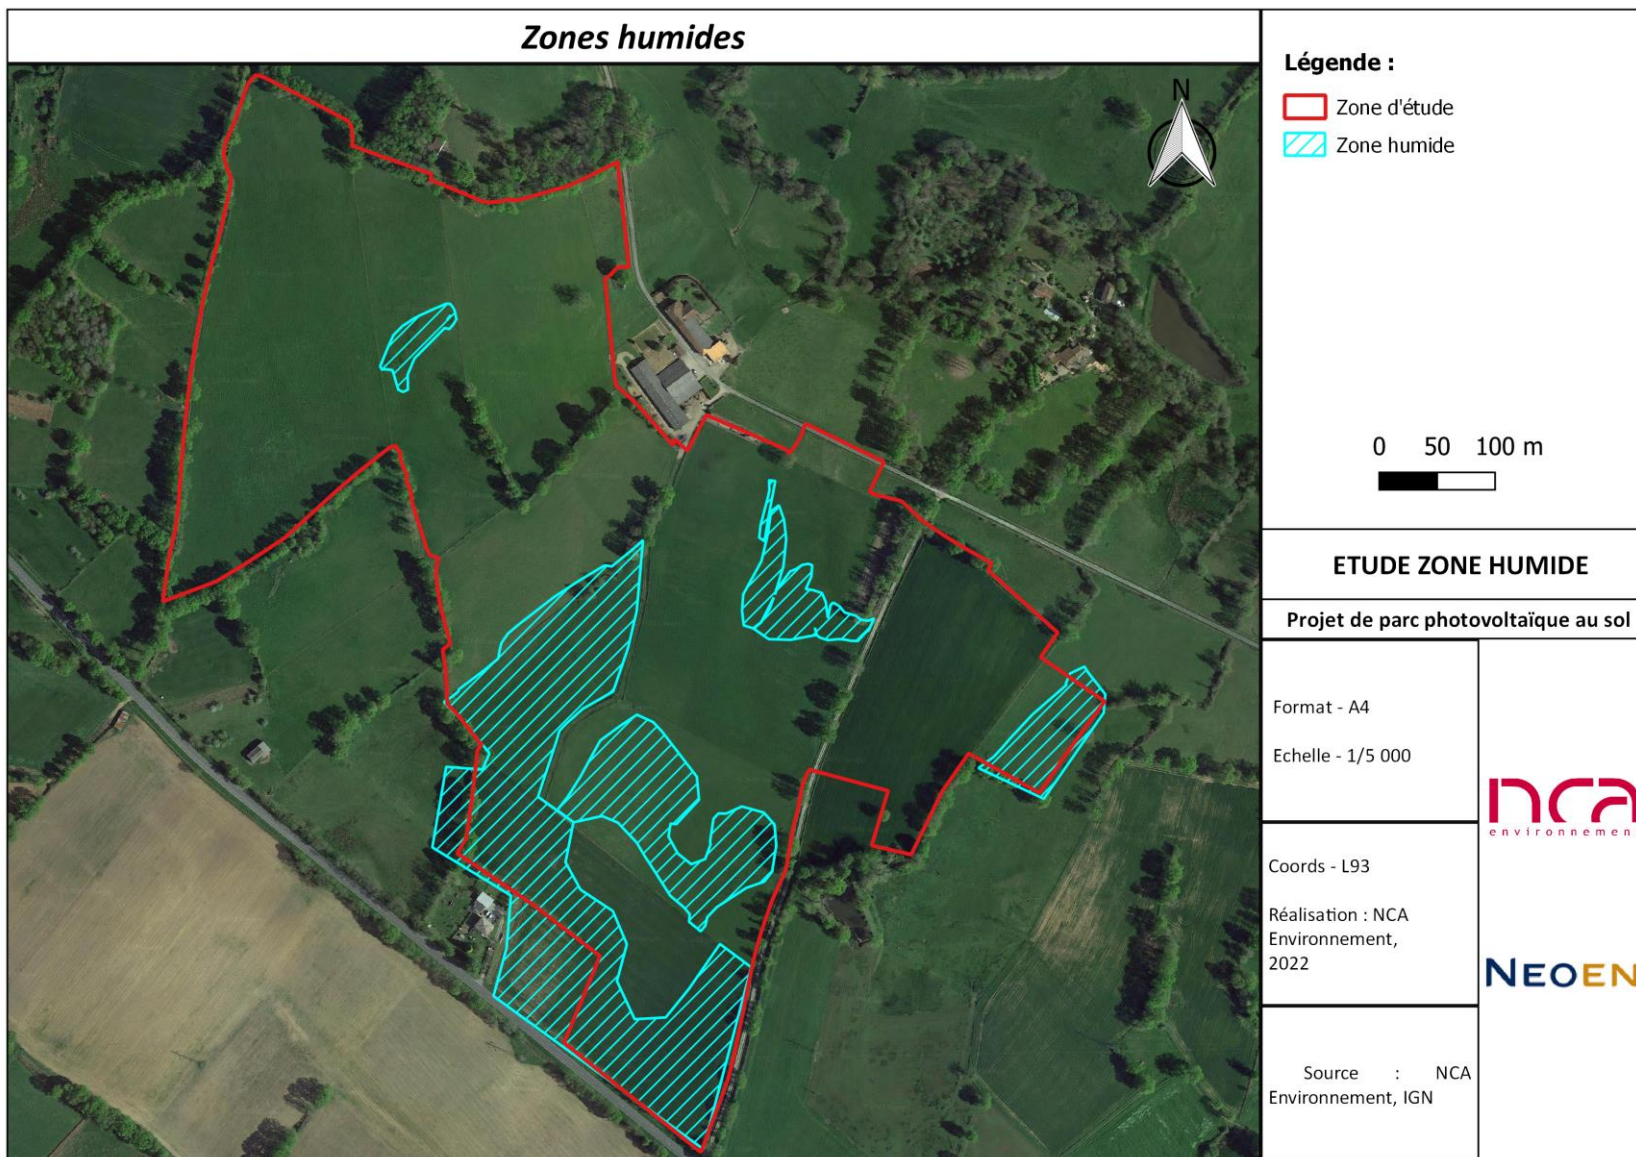 Zones humides
N
Légende :
Zone d'étude
Zone humide
0 50 100 m
ETUDE ZONE HUMIDE
Projet de parc photovoltaïque au sol
Format - A4
Echelle - 1/5 000
Coords - L93
Réalisation : NCA
Environnement,
2022
Source : NCA
Environnement, IGN
nca
environnemen
NEOEN